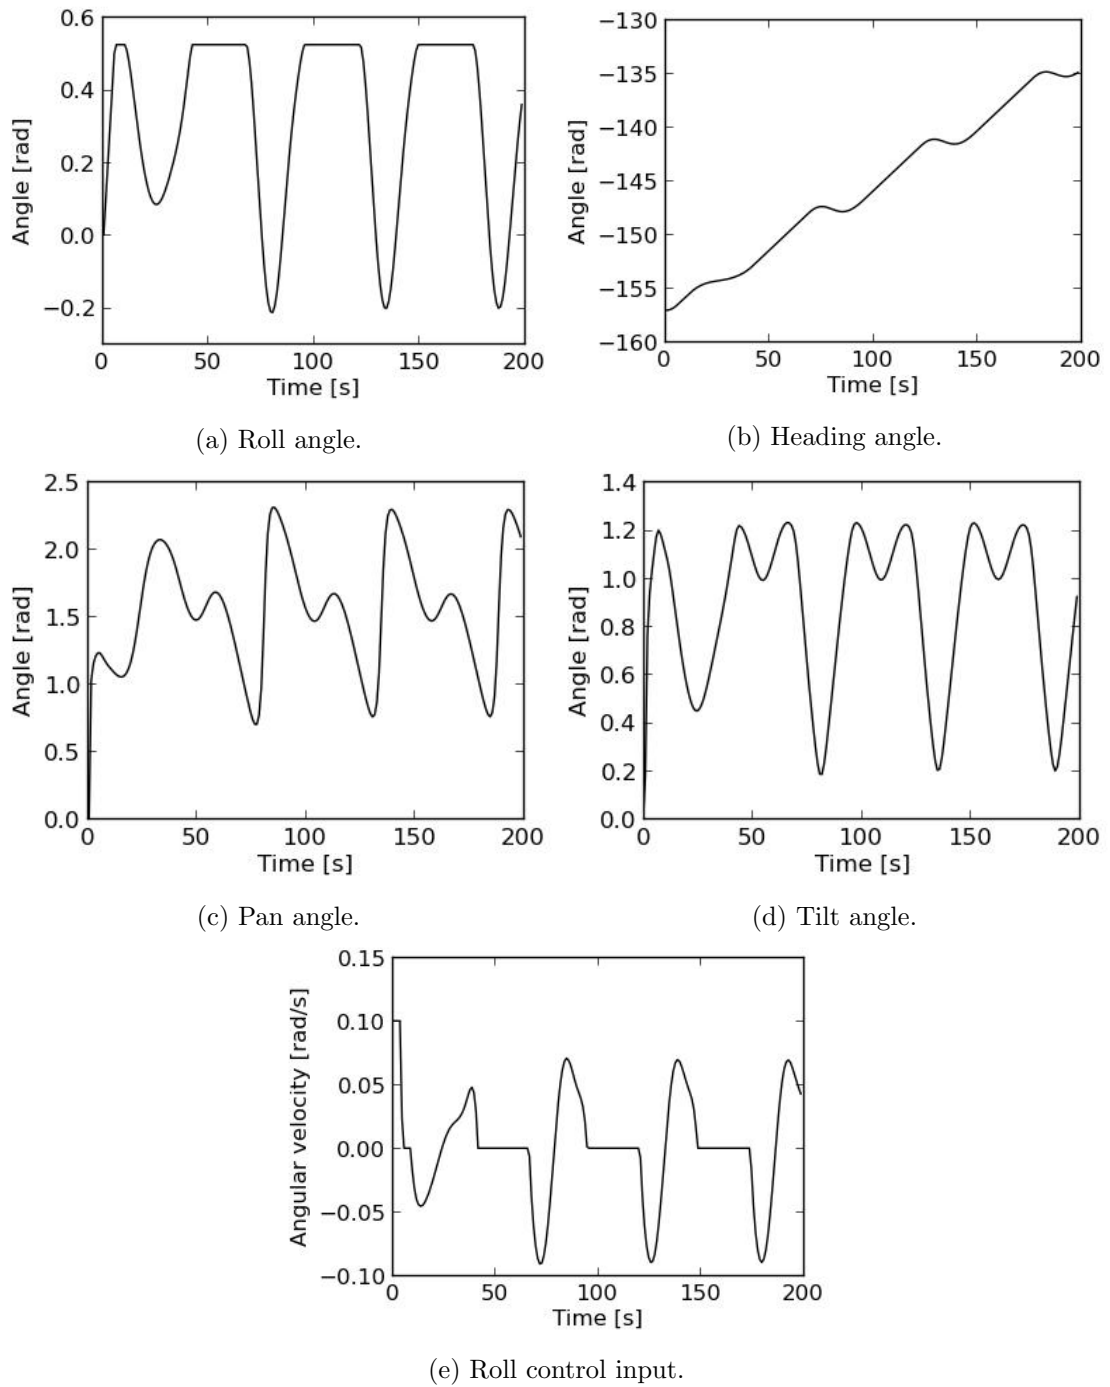 0.6
0.4
0.2
0.0
−0.2
0 50 100 150 200
Angle [rad]
Time [s]
(a) Roll angle.
−130
−135
−140
−145
−150
−155
−160
0 50 100 150 200
Angle [rad]
Time [s]
(b) Heading angle.
2.5
2.0
1.5
1.0
0.5
0.0
0 50 100 150 200
Angle [rad]
Time [s]
(c) Pan angle.
1.4
1.2
1.0
0.8
0.6
0.4
0.2
0.0
0 50 100 150 200
Angle [rad]
Time [s]
(d) Tilt angle.
0.15
0.10
0.05
0.00
−0.05
−0.10
0 50 100 150 200
Angular velocity [rad/s]
Time [s]
(e) Roll control input.